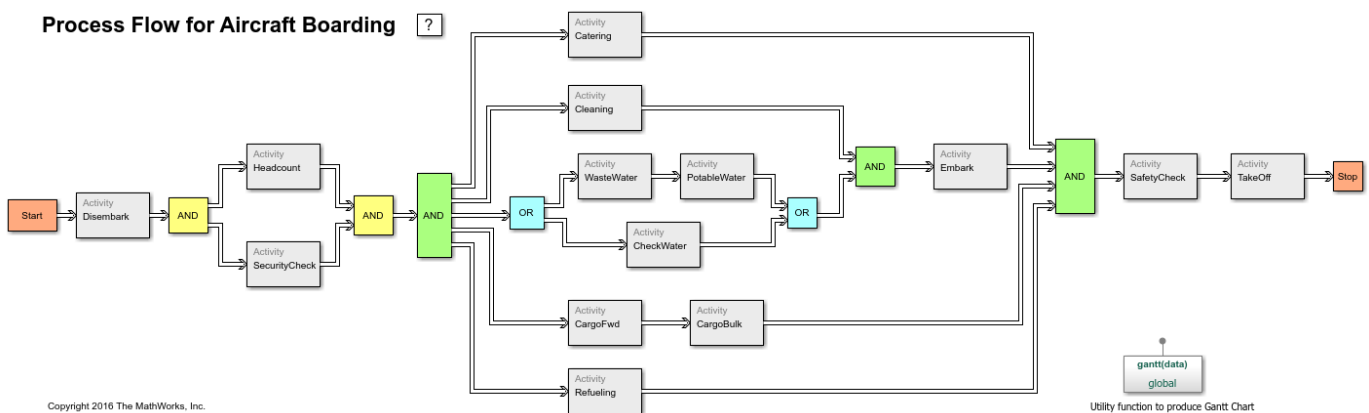 Process Flow for Aircraft Boarding
?
Start
Activity
Disembark
AND
Activity
Headcount
Activity
SecurityCheck
AND
AND
Activity
Catering
Activity
Cleaning
OR
Activity
WasteWater
Activity
PotableWater
Activity
CheckWater
OR
AND
Activity
Embark
Activity
CargoFwd
Activity
CargoBulk
Activity
Refueling
AND
Activity
SafetyCheck
Activity
TakeOff
Stop
gantt(data)
global
Utility function to produce Gantt Chart
Copyright 2016 The MathWorks, Inc.